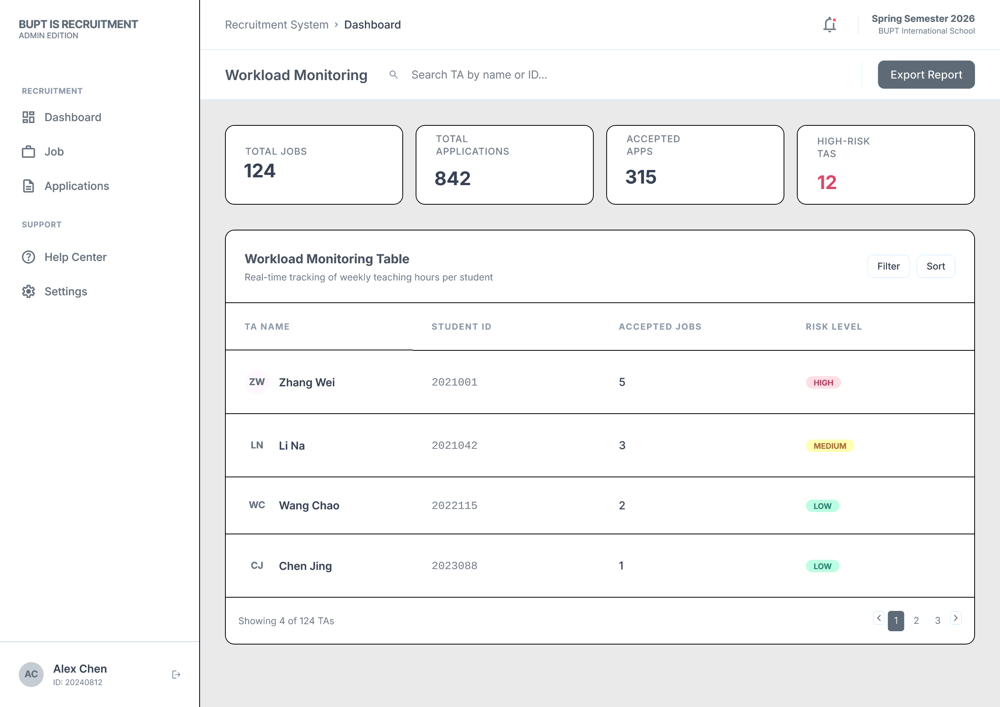 BUPT IS RECRUITMENT
ADMIN EDITION
RECRUITMENT
Dashboard
Job
Applications
SUPPORT
Help Center
Settings
AC
Alex Chen
ID: 20240812
Recruitment System › Dashboard
Spring Semester 2026
BUPT International School
Workload Monitoring
Search TA by name or ID...
Export Report
TOTAL JOBS
124
TOTAL
APPLICATIONS
842
ACCEPTED
APPS
315
HIGH-RISK
TAS
12
Workload Monitoring Table
Real-time tracking of weekly teaching hours per student
Filter
Sort
TA NAME STUDENT ID ACCEPTED JOBS RISK LEVEL
ZW Zhang Wei 2021001 5 HIGH
LN Li Na 2021042 3 MEDIUM
WC Wang Chao 2022115 2 LOW
CJ Chen Jing 2023088 1 LOW
Showing 4 of 124 TAs
1 2 3